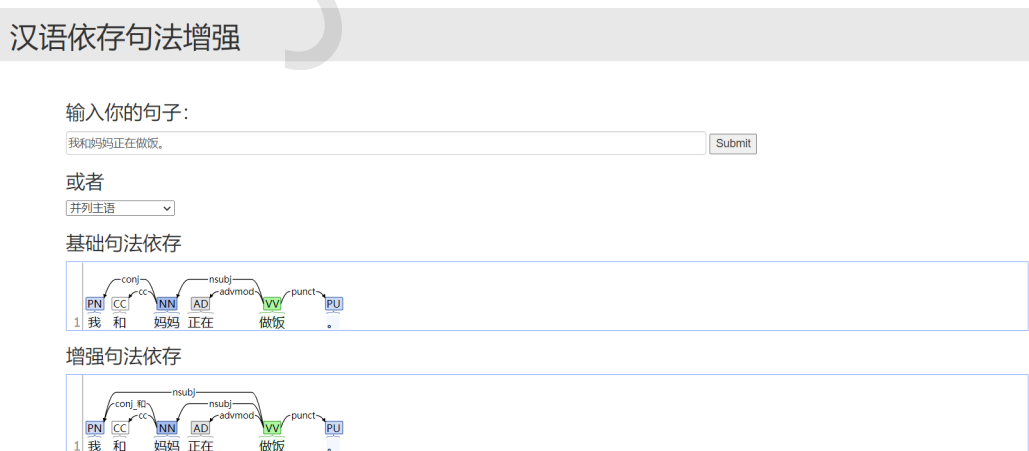 汉语依存句法增强
输入你的句子:
我和妈妈正在做饭。 Submit
或者
并列主语
基础句法依存
conj nsubj
cc advmod punct
PN CC NN AD VV PU
1 我 和 妈妈 正在 做饭 。
增强句法依存
nsubj
conj_和 nsubj
cc advmod punct
PN CC NN AD VV PU
1 我 和 妈妈 正在 做饭 。